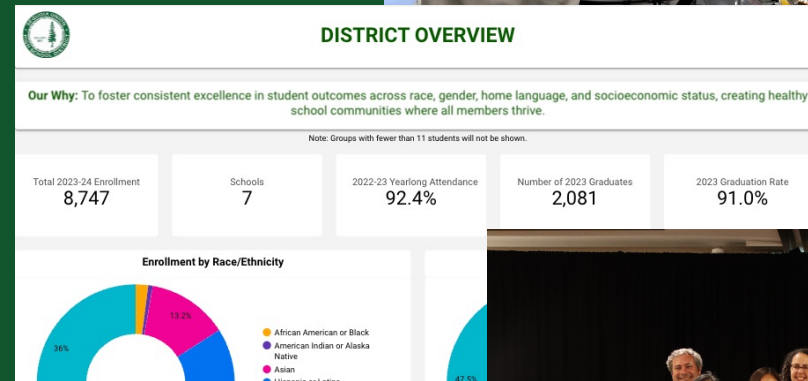 DISTRICT OVERVIEW
Our Why: To foster consistent excellence in student outcomes across race, gender, home language, and socioeconomic status, creating healthy
school communities where all members thrive.
Note: Groups with fewer than 11 students will not be shown.
Total 2023-24 Enrollment
8,747
Schools
7
2022-23 Yearlong Attendance
92.4%
Number of 2023 Graduates
2,081
2023 Graduation Rate
91.0%
Enrollment by Race/Ethnicity
13.2%
36%
African American or Black
American Indian or Alaska
Native
Asian
47.5%